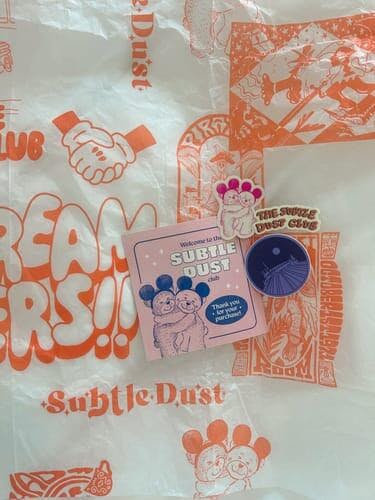 Subtle Dust
CLUB
REAM
ERS!!!
THE SUBTLE
DUST CLUB
Welcome to the
SUBTLE
DUST
club
Thank you
for your
purchase!
ROOM
Subtle Dust